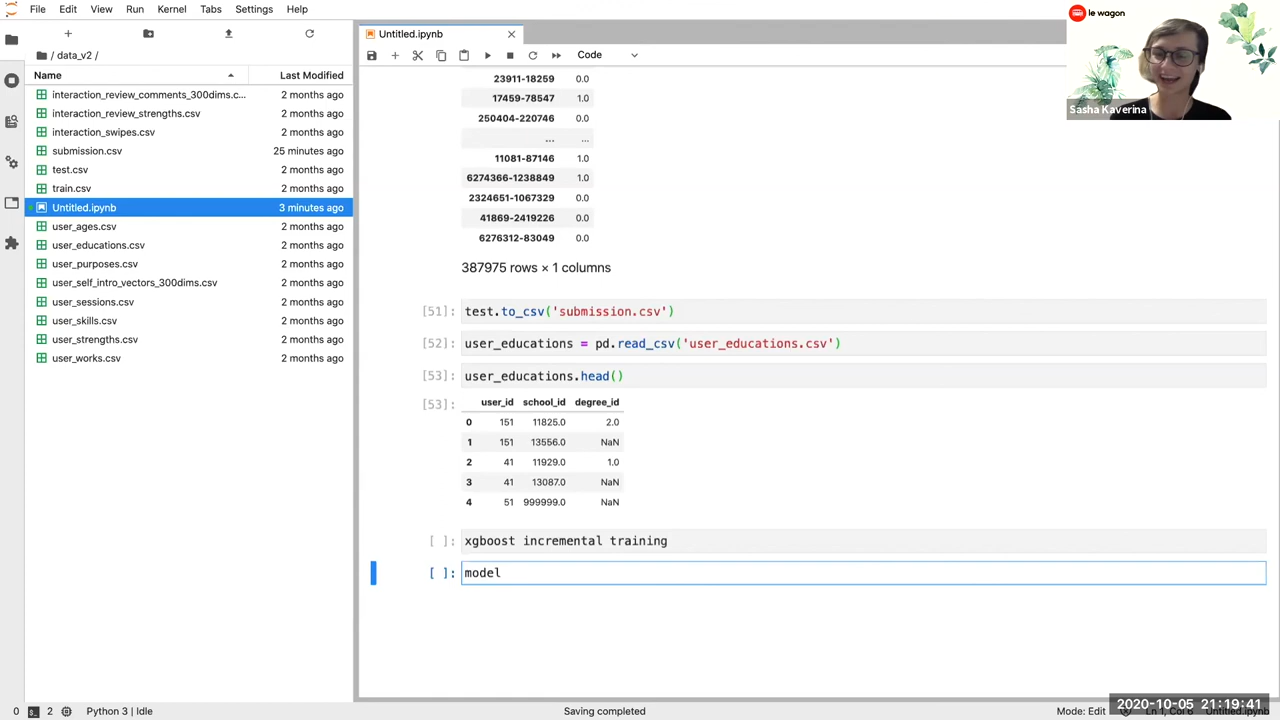 File Edit View Run Kernel Tabs Settings Help
/ data_v2 /
Name Last Modified
interaction_review_comments_300dims.c... 2 months ago
interaction_review_strengths.csv 2 months ago
interaction_swipes.csv 2 months ago
submission.csv 25 minutes ago
test.csv 2 months ago
train.csv 2 months ago
Untitled.ipynb 3 minutes ago
user_ages.csv 2 months ago
user_educations.csv 2 months ago
user_purposes.csv 2 months ago
user_self_intro_vectors_300dims.csv 2 months ago
user_sessions.csv 2 months ago
user_skills.csv 2 months ago
user_strengths.csv 2 months ago
user_works.csv 2 months ago
Untitled.ipynb
Code
23911-18259 0.0
17459-78547 1.0
250404-220746 0.0
... ...
11081-87146 1.0
6274366-1238849 1.0
2324651-1067329 0.0
41869-2419226 0.0
6276312-83049 0.0
387975 rows × 1 columns
[51]: test.to_csv('submission.csv')
[52]: user_educations = pd.read_csv('user_educations.csv')
[53]: user_educations.head()
[53]: user_id school_id degree_id
0 151 11825.0 2.0
1 151 13556.0 NaN
2 41 11929.0 1.0
3 41 13087.0 NaN
4 51 999999.0 NaN
[ ]: xgboost incremental training
[ ]: model
le wagon
Sasha Kaverina
0 2 Python 3 | Idle
Saving completed
Mode: Edit
2020-10-05 21:19:41